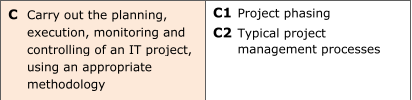 C Carry out the planning,
execution, monitoring and
controlling of an IT project,
using an appropriate
methodology
C1 Project phasing
C2 Typical project
management processes